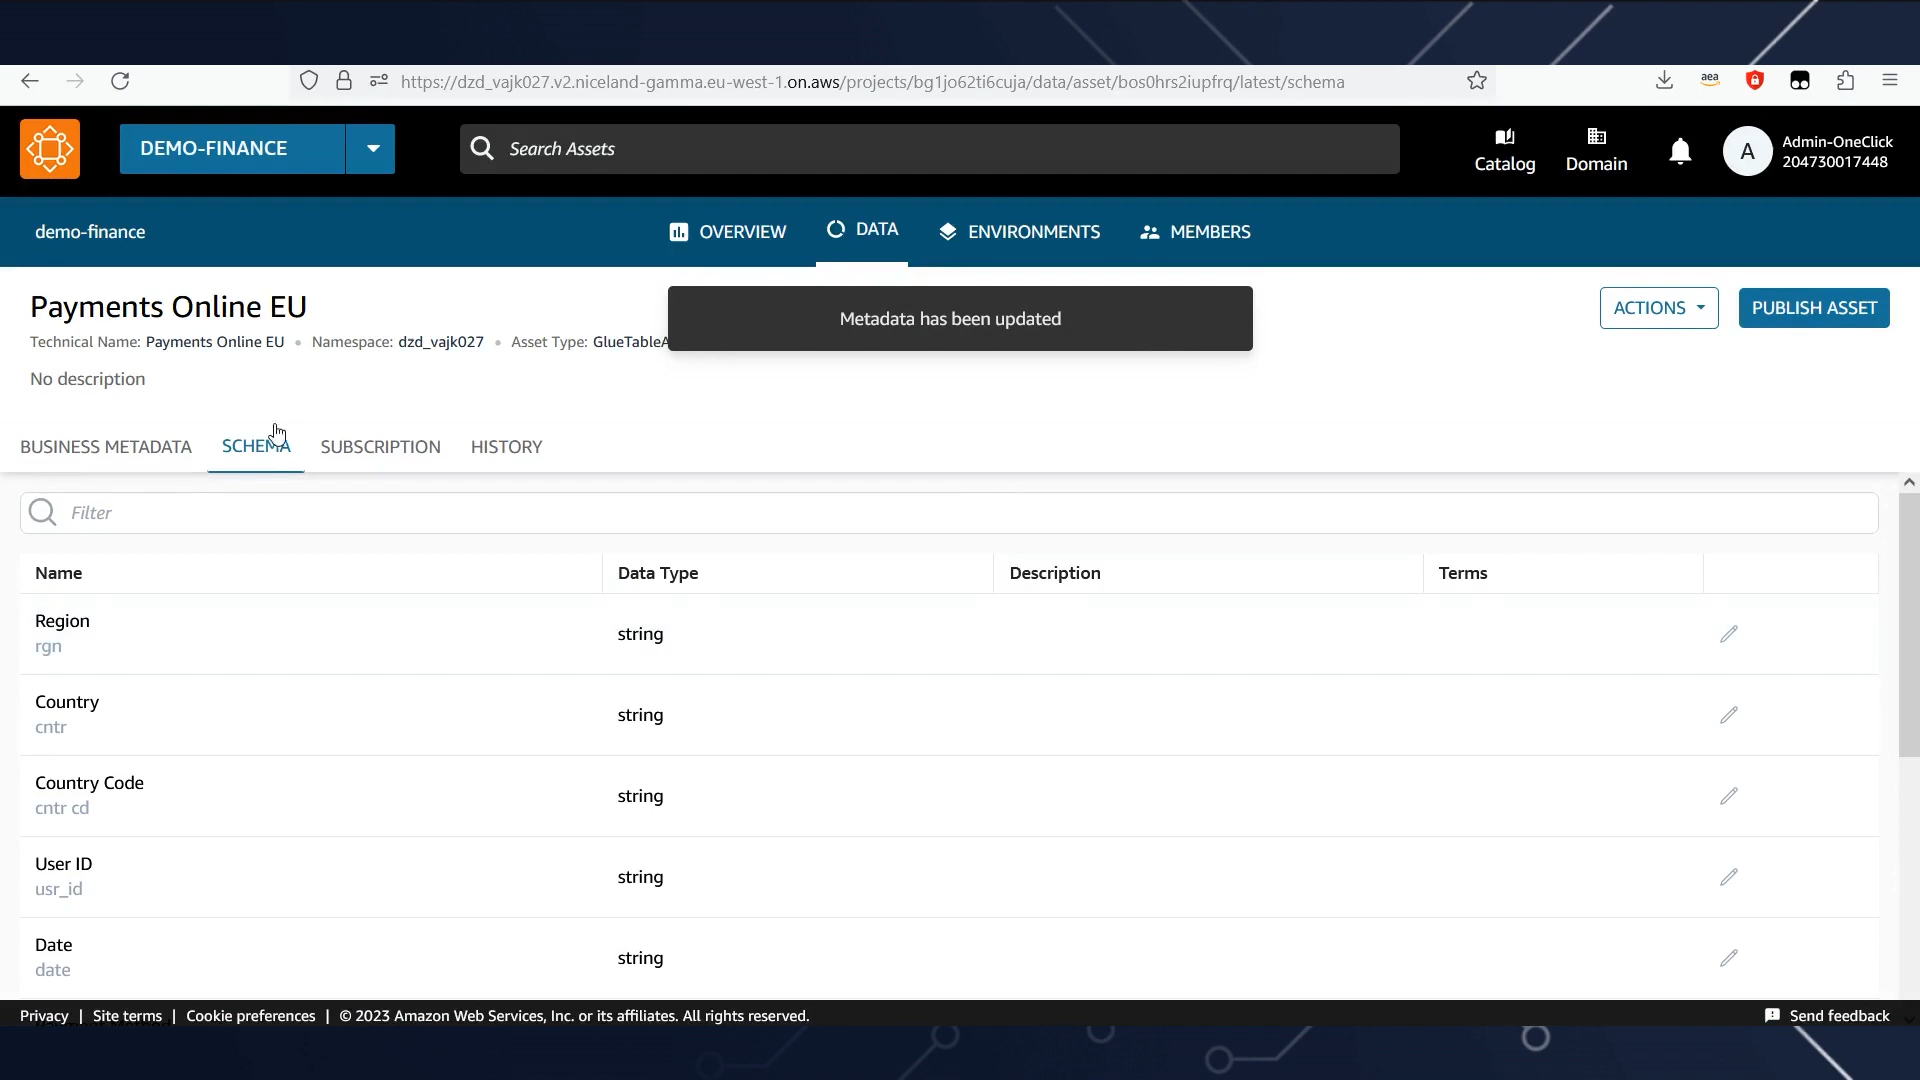 https://dzd_vajk027.v2.niceland-gamma.eu-west-1.on.aws/projects/bg1jo62ti6cuja/data/asset/bos0hrs2iupfrq/latest/schema
aea
DEMO-FINANCE
Search Assets
Catalog
Domain
A
Admin-OneClick
204730017448
demo-finance
OVERVIEW
DATA
ENVIRONMENTS
MEMBERS
Payments Online EU
Metadata has been updated
ACTIONS
PUBLISH ASSET
Technical Name: Payments Online EU • Namespace: dzd_vajk027 • Asset Type: GlueTableA
No description
BUSINESS METADATA
SCHEMA
SUBSCRIPTION
HISTORY
Filter
Name
Data Type
Description
Terms
Region
rgn
string
Country
cntr
string
Country Code
cntr cd
string
User ID
usr_id
string
Date
date
string
Privacy | Site terms | Cookie preferences | © 2023 Amazon Web Services, Inc. or its affiliates. All rights reserved.
Send feedback